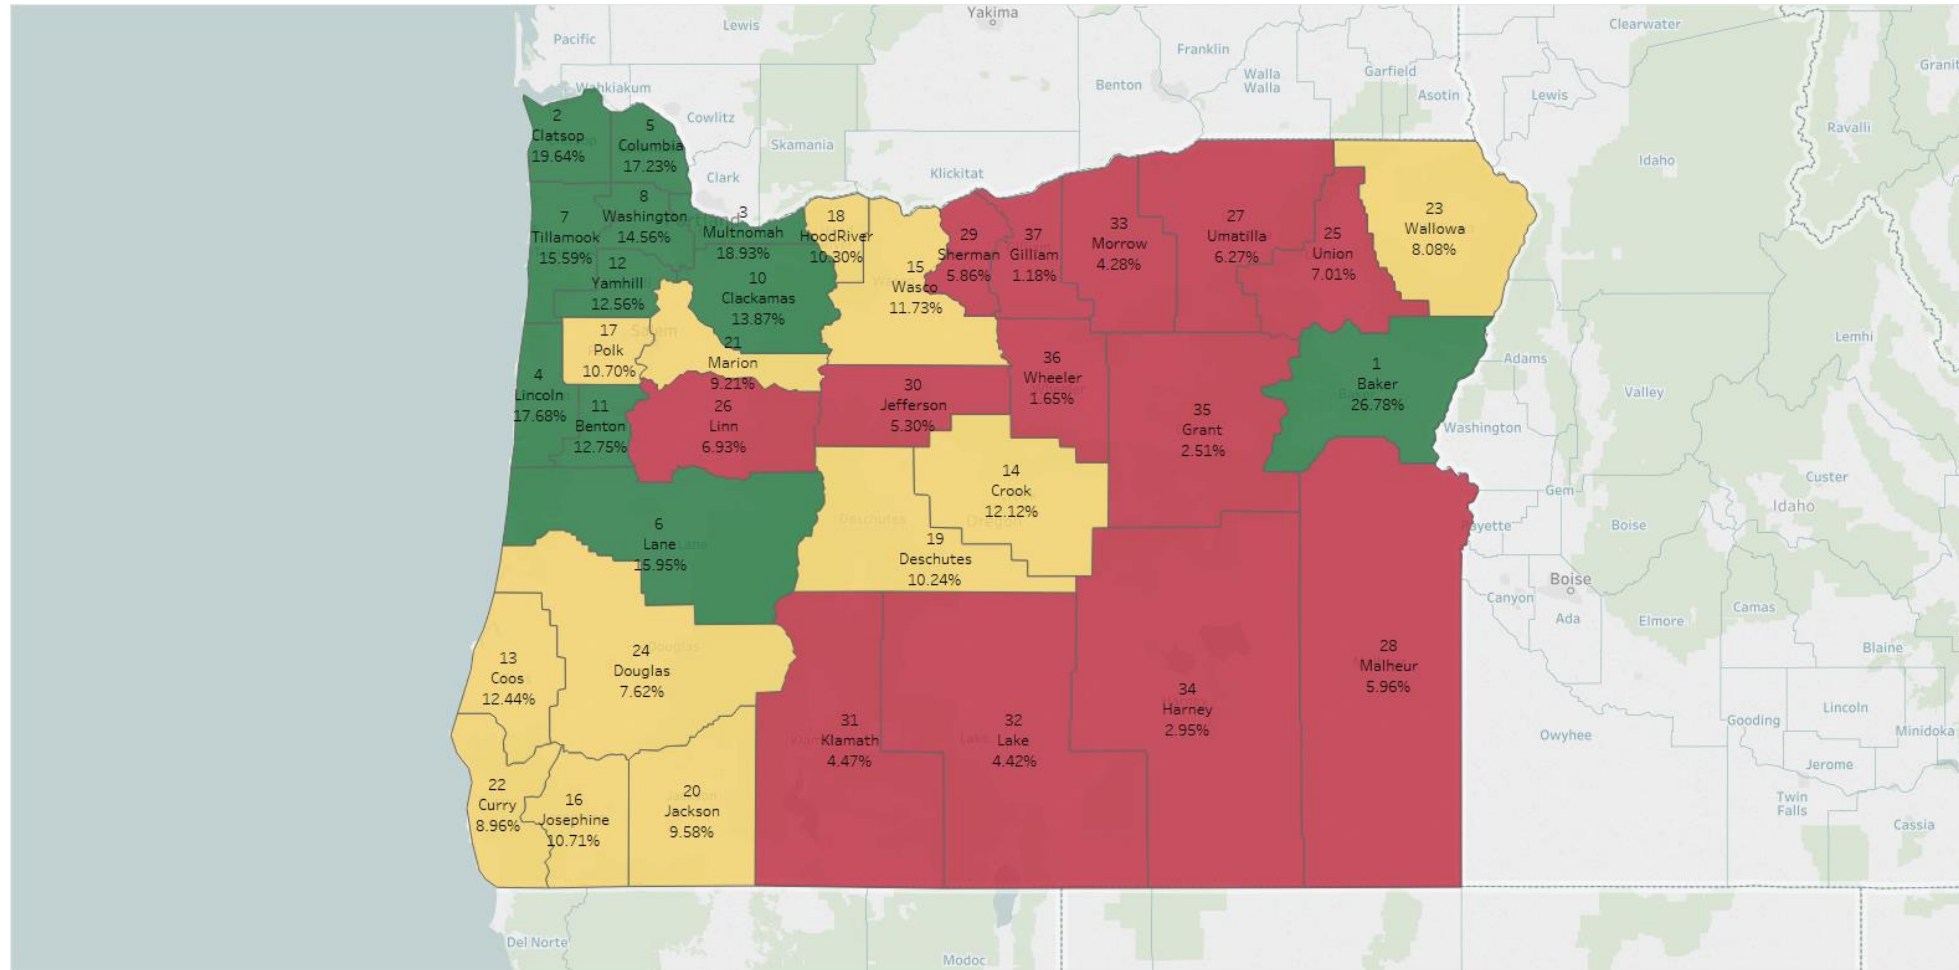 Yakima
Lewis
Clearwater
Pacific
Franklin
Granit
Walla
Walla
Garfield
Benton
Wahkiakum
Asotin
Lewis
Cowlitz
Ravalli
Skamania
Idaho
Klickitat
Clark
2
Clatsop
19.64%
5
Columbia
17.23%
7
Tillamook
15.59%
8
Washington
14.56%
3
Multnomah
18.93%
18
HoodRiver
10.30%
12
Yamhill
12.56%
10
Clackamas
13.87%
15
Wasco
11.73%
29
Sherman
5.86%
37
Gilliam
1.18%
33
Morrow
4.28%
27
Umatilla
6.27%
25
Union
7.01%
23
Wallowa
8.08%
17
Polk
10.70%
Salem
21
Marion
9.21%
4
Lincoln
17.68%
11
Benton
12.75%
26
Linn
6.93%
30
Jefferson
5.30%
36
Wheeler
1.65%
35
Grant
2.51%
1
Baker
26.78%
Adams
Lemhi
Valley
Washington
Custer
Gem
Idaho
Payette
Boise
6
Lane
15.95%
Lane
Deschutes
14
Crook
12.12%
Oregon
19
Deschutes
10.24%
Boise
Canyon
Ada
Camas
Elmore
Blaine
13
Coos
12.44%
24
Douglas
7.62%
Douglas
31
Klamath
4.47%
32
Lake
4.42%
34
Harney
2.95%
28
Malheur
5.96%
Lincoln
Gooding
Minidoka
Owyhee
Jerome
22
Curry
8.96%
16
Josephine
10.71%
20
Jackson
9.58%
Twin
Falls
Cassia
Del Norte
Modoc